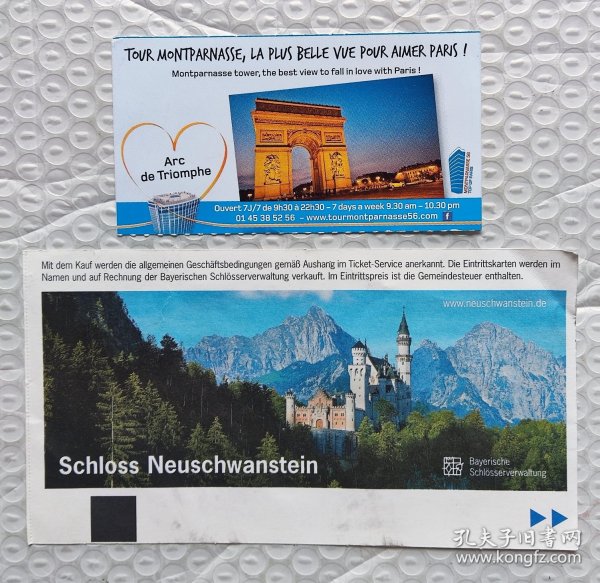 TOUR MONTPARNASSE, LA PLUS BELLE VUE POUR AIMER PARIS !
Montparnasse tower, the best view to fall in love with Paris !
Arc
de Triomphe
Ouvert 7J/7 de 9h30 à 22h30 - 7 days a week 9.30 am - 10.30 pm
01 45 38 52 56 - www.tourmontparnasse56.com f
Mit dem Kauf werden die allgemeinen Geschäftsbedingungen gemäß Aushang im Ticket-Service anerkannt. Die Eintrittskarten werden im
Namen und auf Rechnung der Bayerischen Schlösserverwaltung verkauft. Im Eintrittspreis ist die Gemeindesteuer enthalten.
www.neuschwanstein.de
Schloss Neuschwanstein
Bayerische
Schlösserverwaltung
孔夫子旧书网
www.kongfz.com